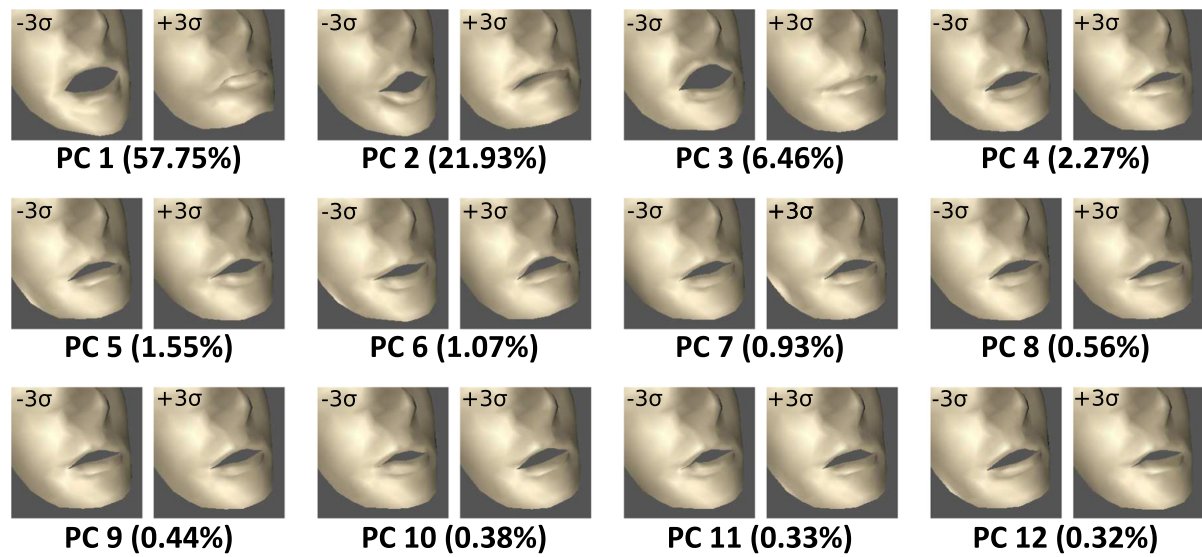 -3σ +3σ -3σ +3σ -3σ +3σ -3σ +3σ
PC 1 (57.75%) PC 2 (21.93%) PC 3 (6.46%) PC 4 (2.27%)
-3σ +3σ -3σ +3σ -3σ +3σ -3σ +3σ
PC 5 (1.55%) PC 6 (1.07%) PC 7 (0.93%) PC 8 (0.56%)
-3σ +3σ -3σ +3σ -3σ +3σ -3σ +3σ
PC 9 (0.44%) PC 10 (0.38%) PC 11 (0.33%) PC 12 (0.32%)